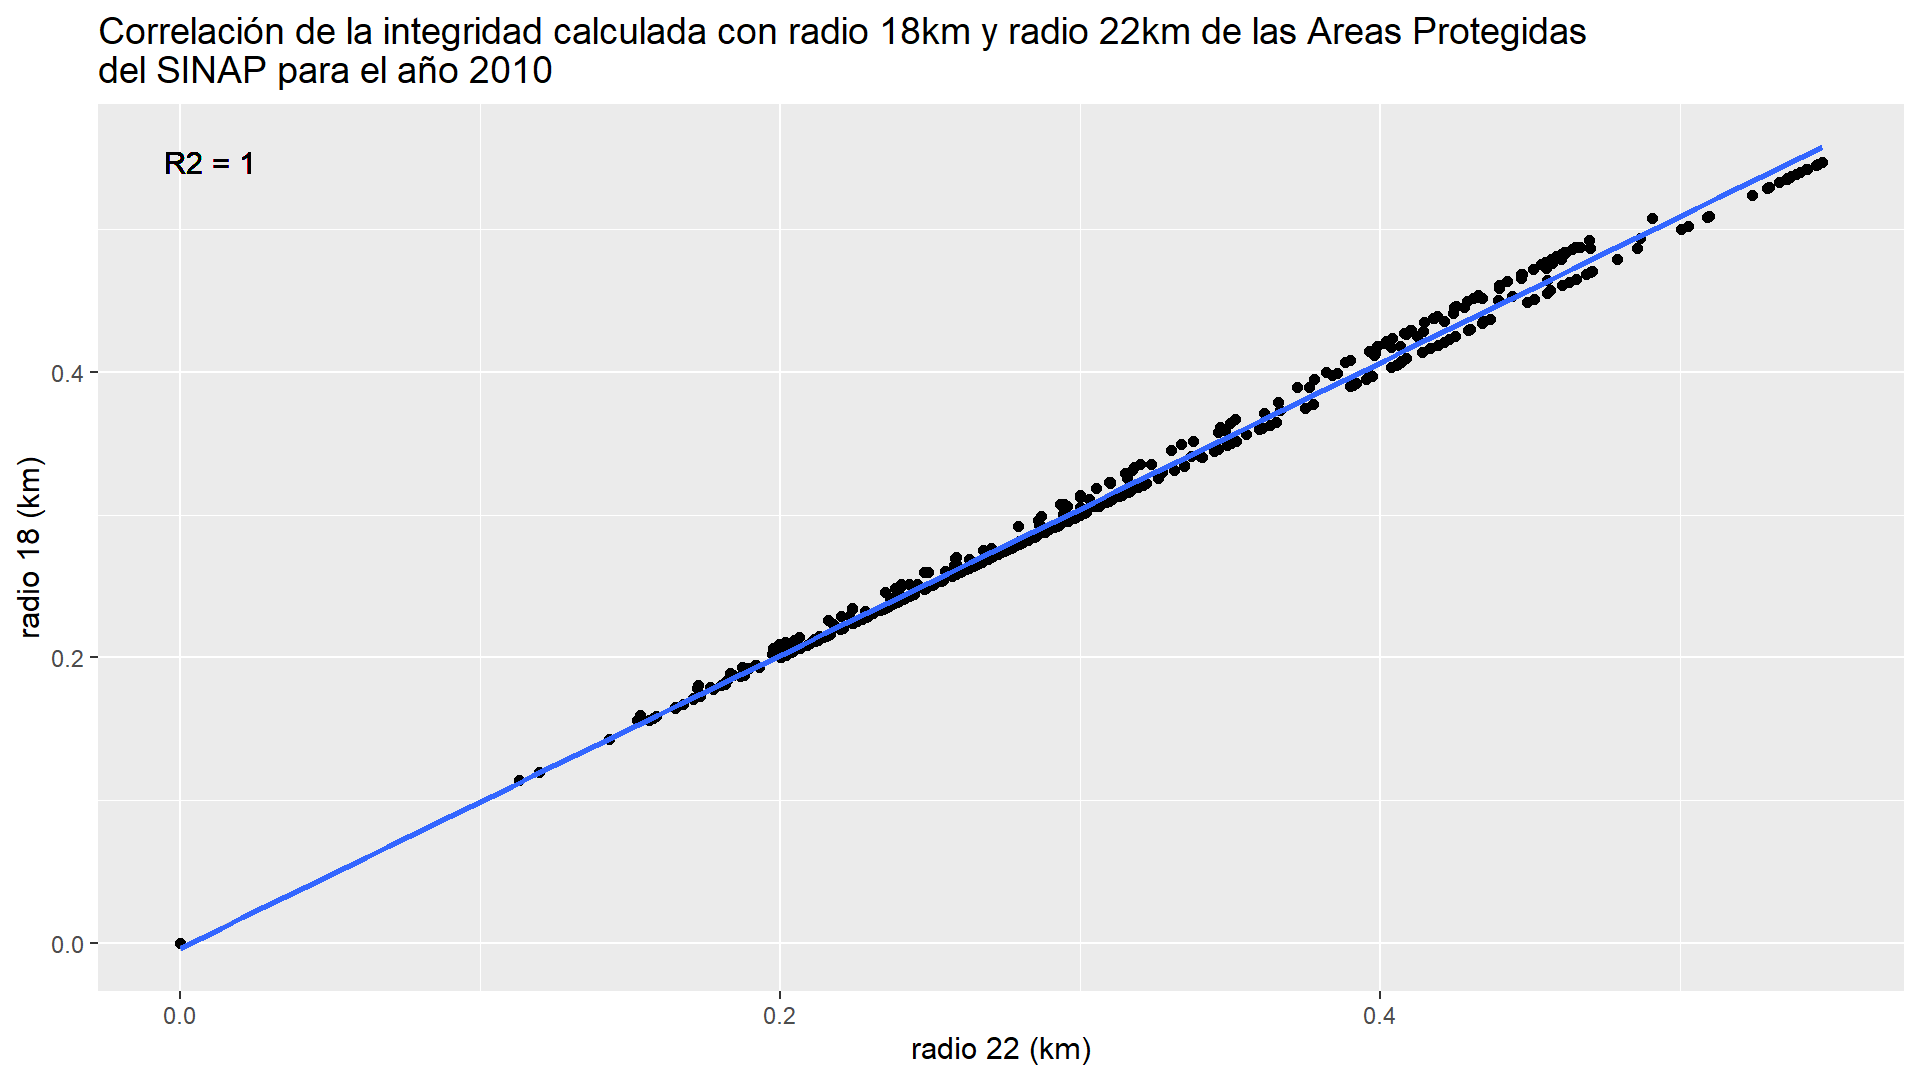 Correlación de la integridad calculada con radio 18km y radio 22km de las Areas Protegidas
del SINAP para el año 2010
R2 = 1
radio 18 (km)
0.4
0.2
0.0
0.0
0.2
0.4
radio 22 (km)